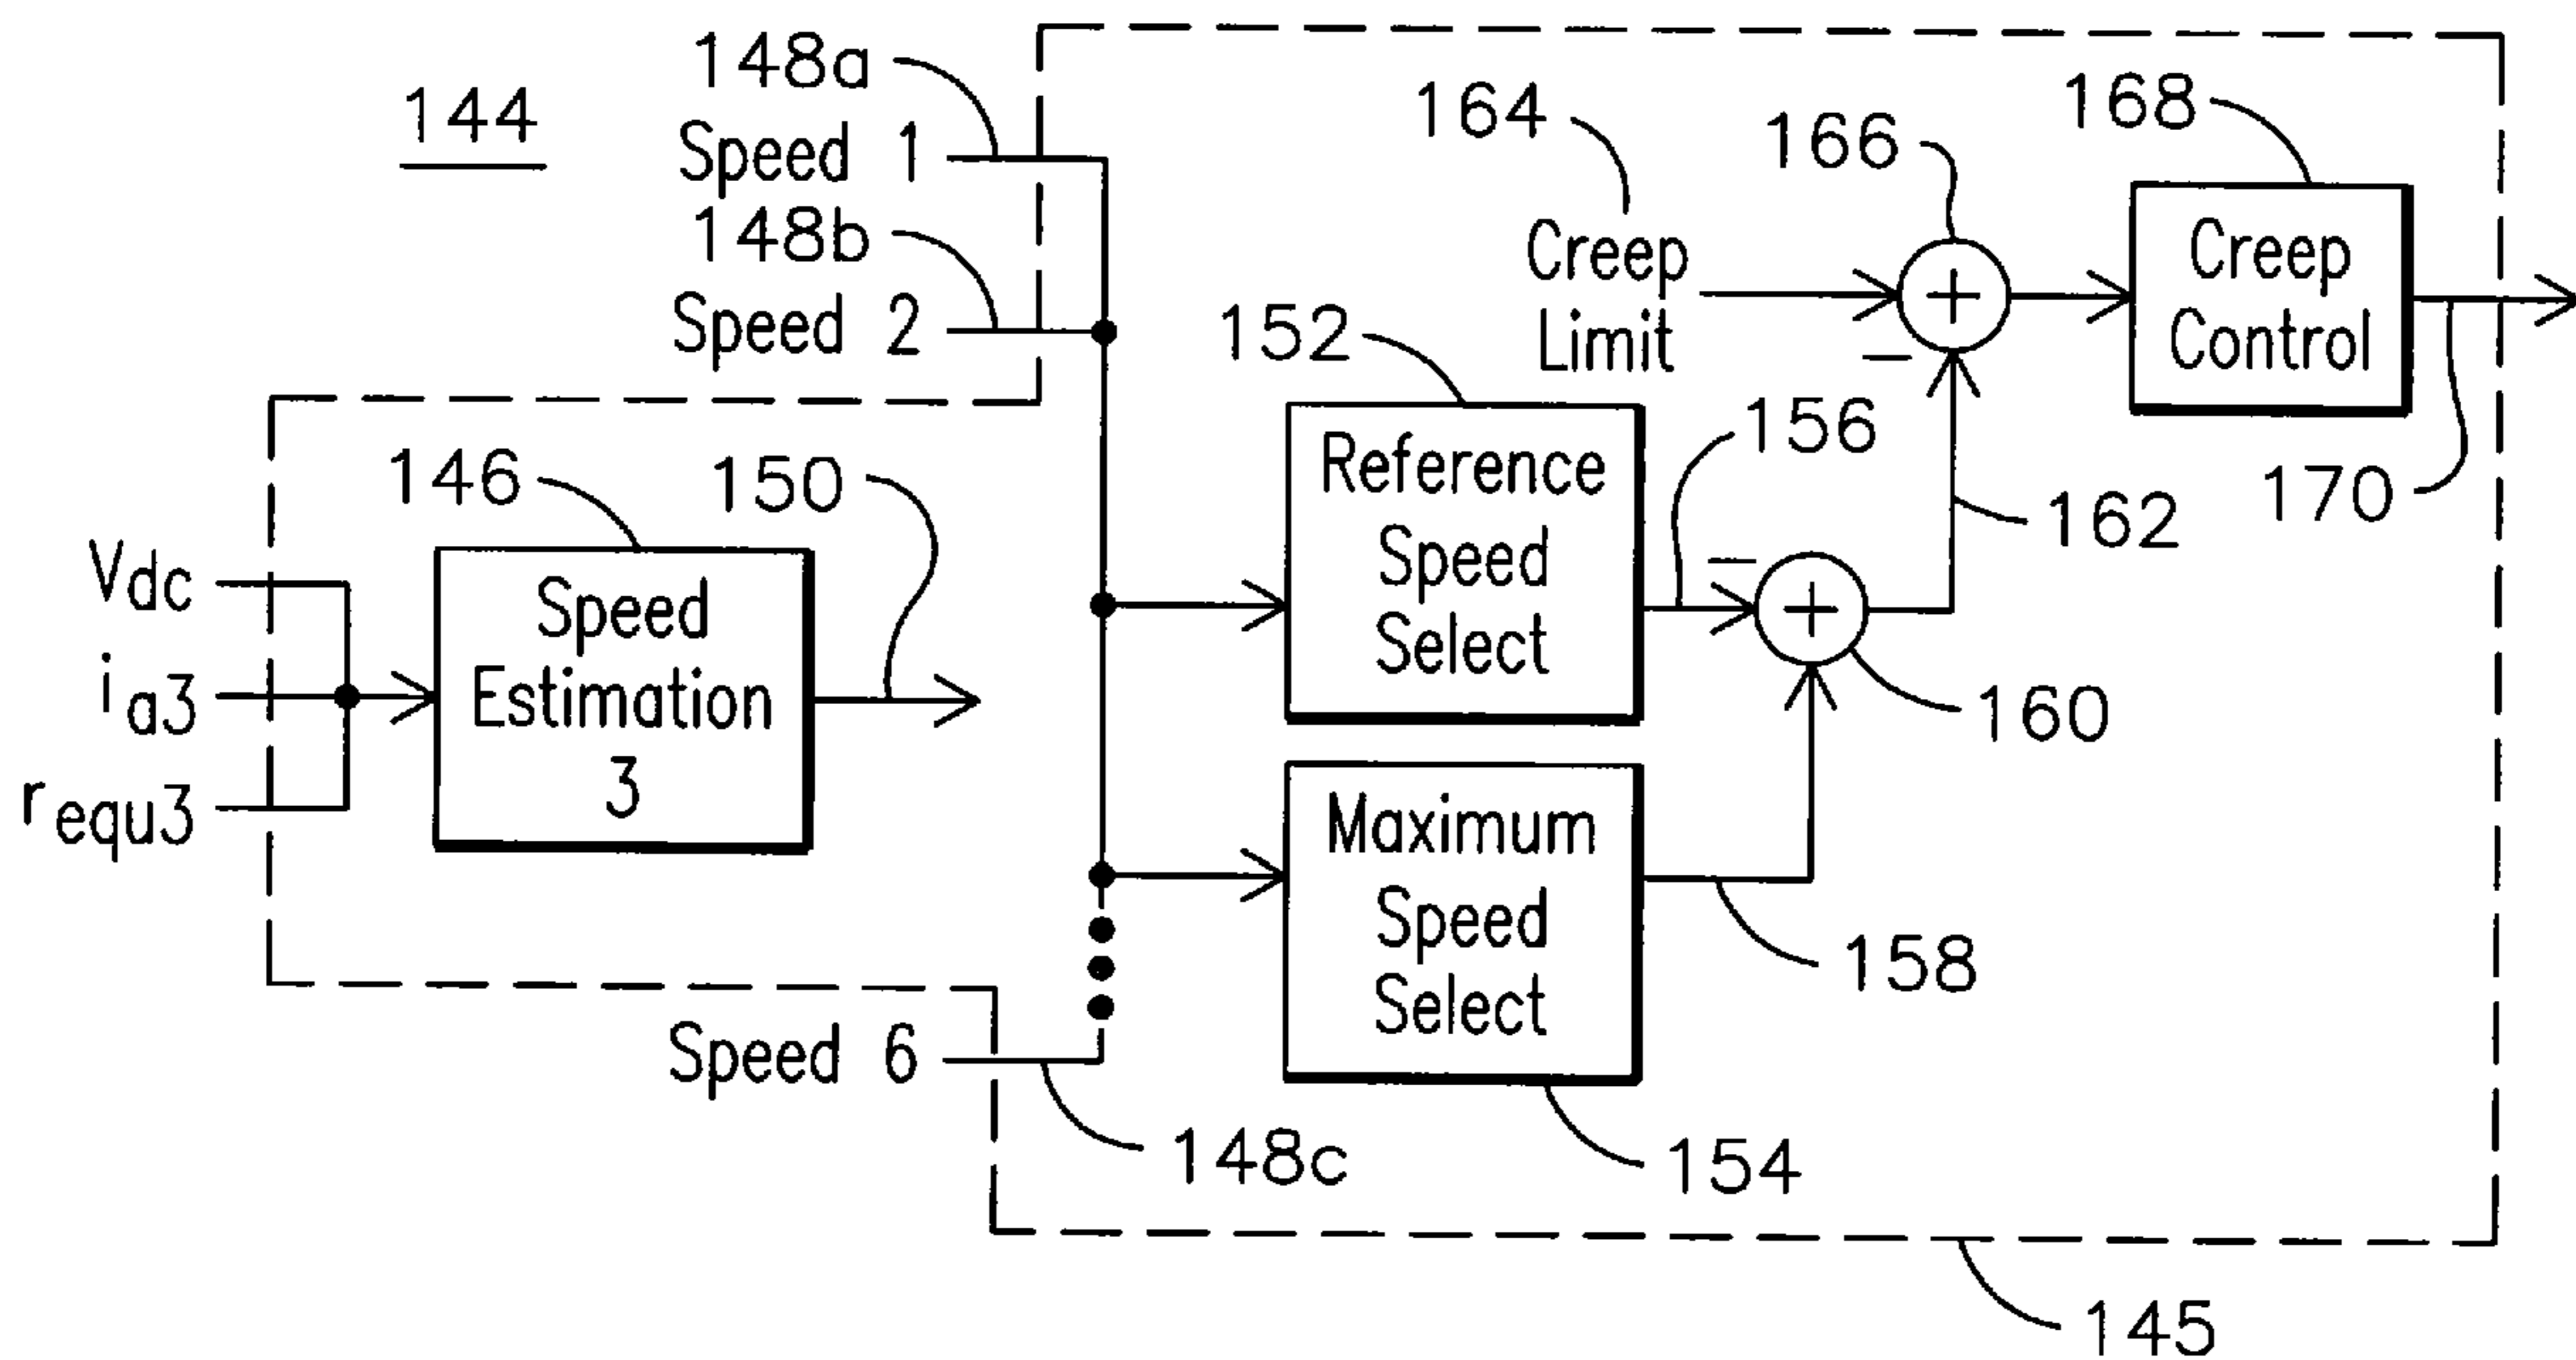 144
148a
Speed 1
148b
Speed 2
164
Creep
Limit
166
+
−
168
Creep
Control
170
162
152
Reference
Speed
Select
156
−
+
160
146
150
Vdc
ia3
requ3
Speed
Estimation
3
Maximum
Speed
Select
158
154
Speed 6
148c
145